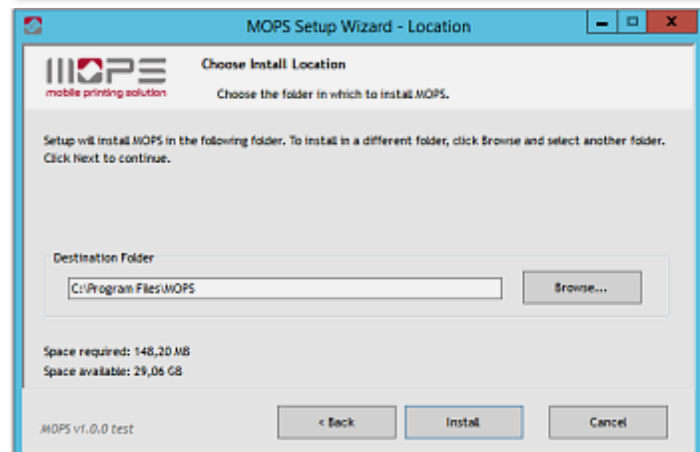 MOPS Setup Wizard - Location
MOPS
mobile printing solution
Choose Install Location
Choose the folder in which to install MOPS.
Setup will install MOPS in the following folder. To install in a different folder, click Browse and select another folder.
Click Next to continue.
Destination Folder
C:\Program Files\MOPS
Browse...
Space required: 148,20 MB
Space available: 29,06 GB
MOPS v1.0.0 test
< Back
Install
Cancel